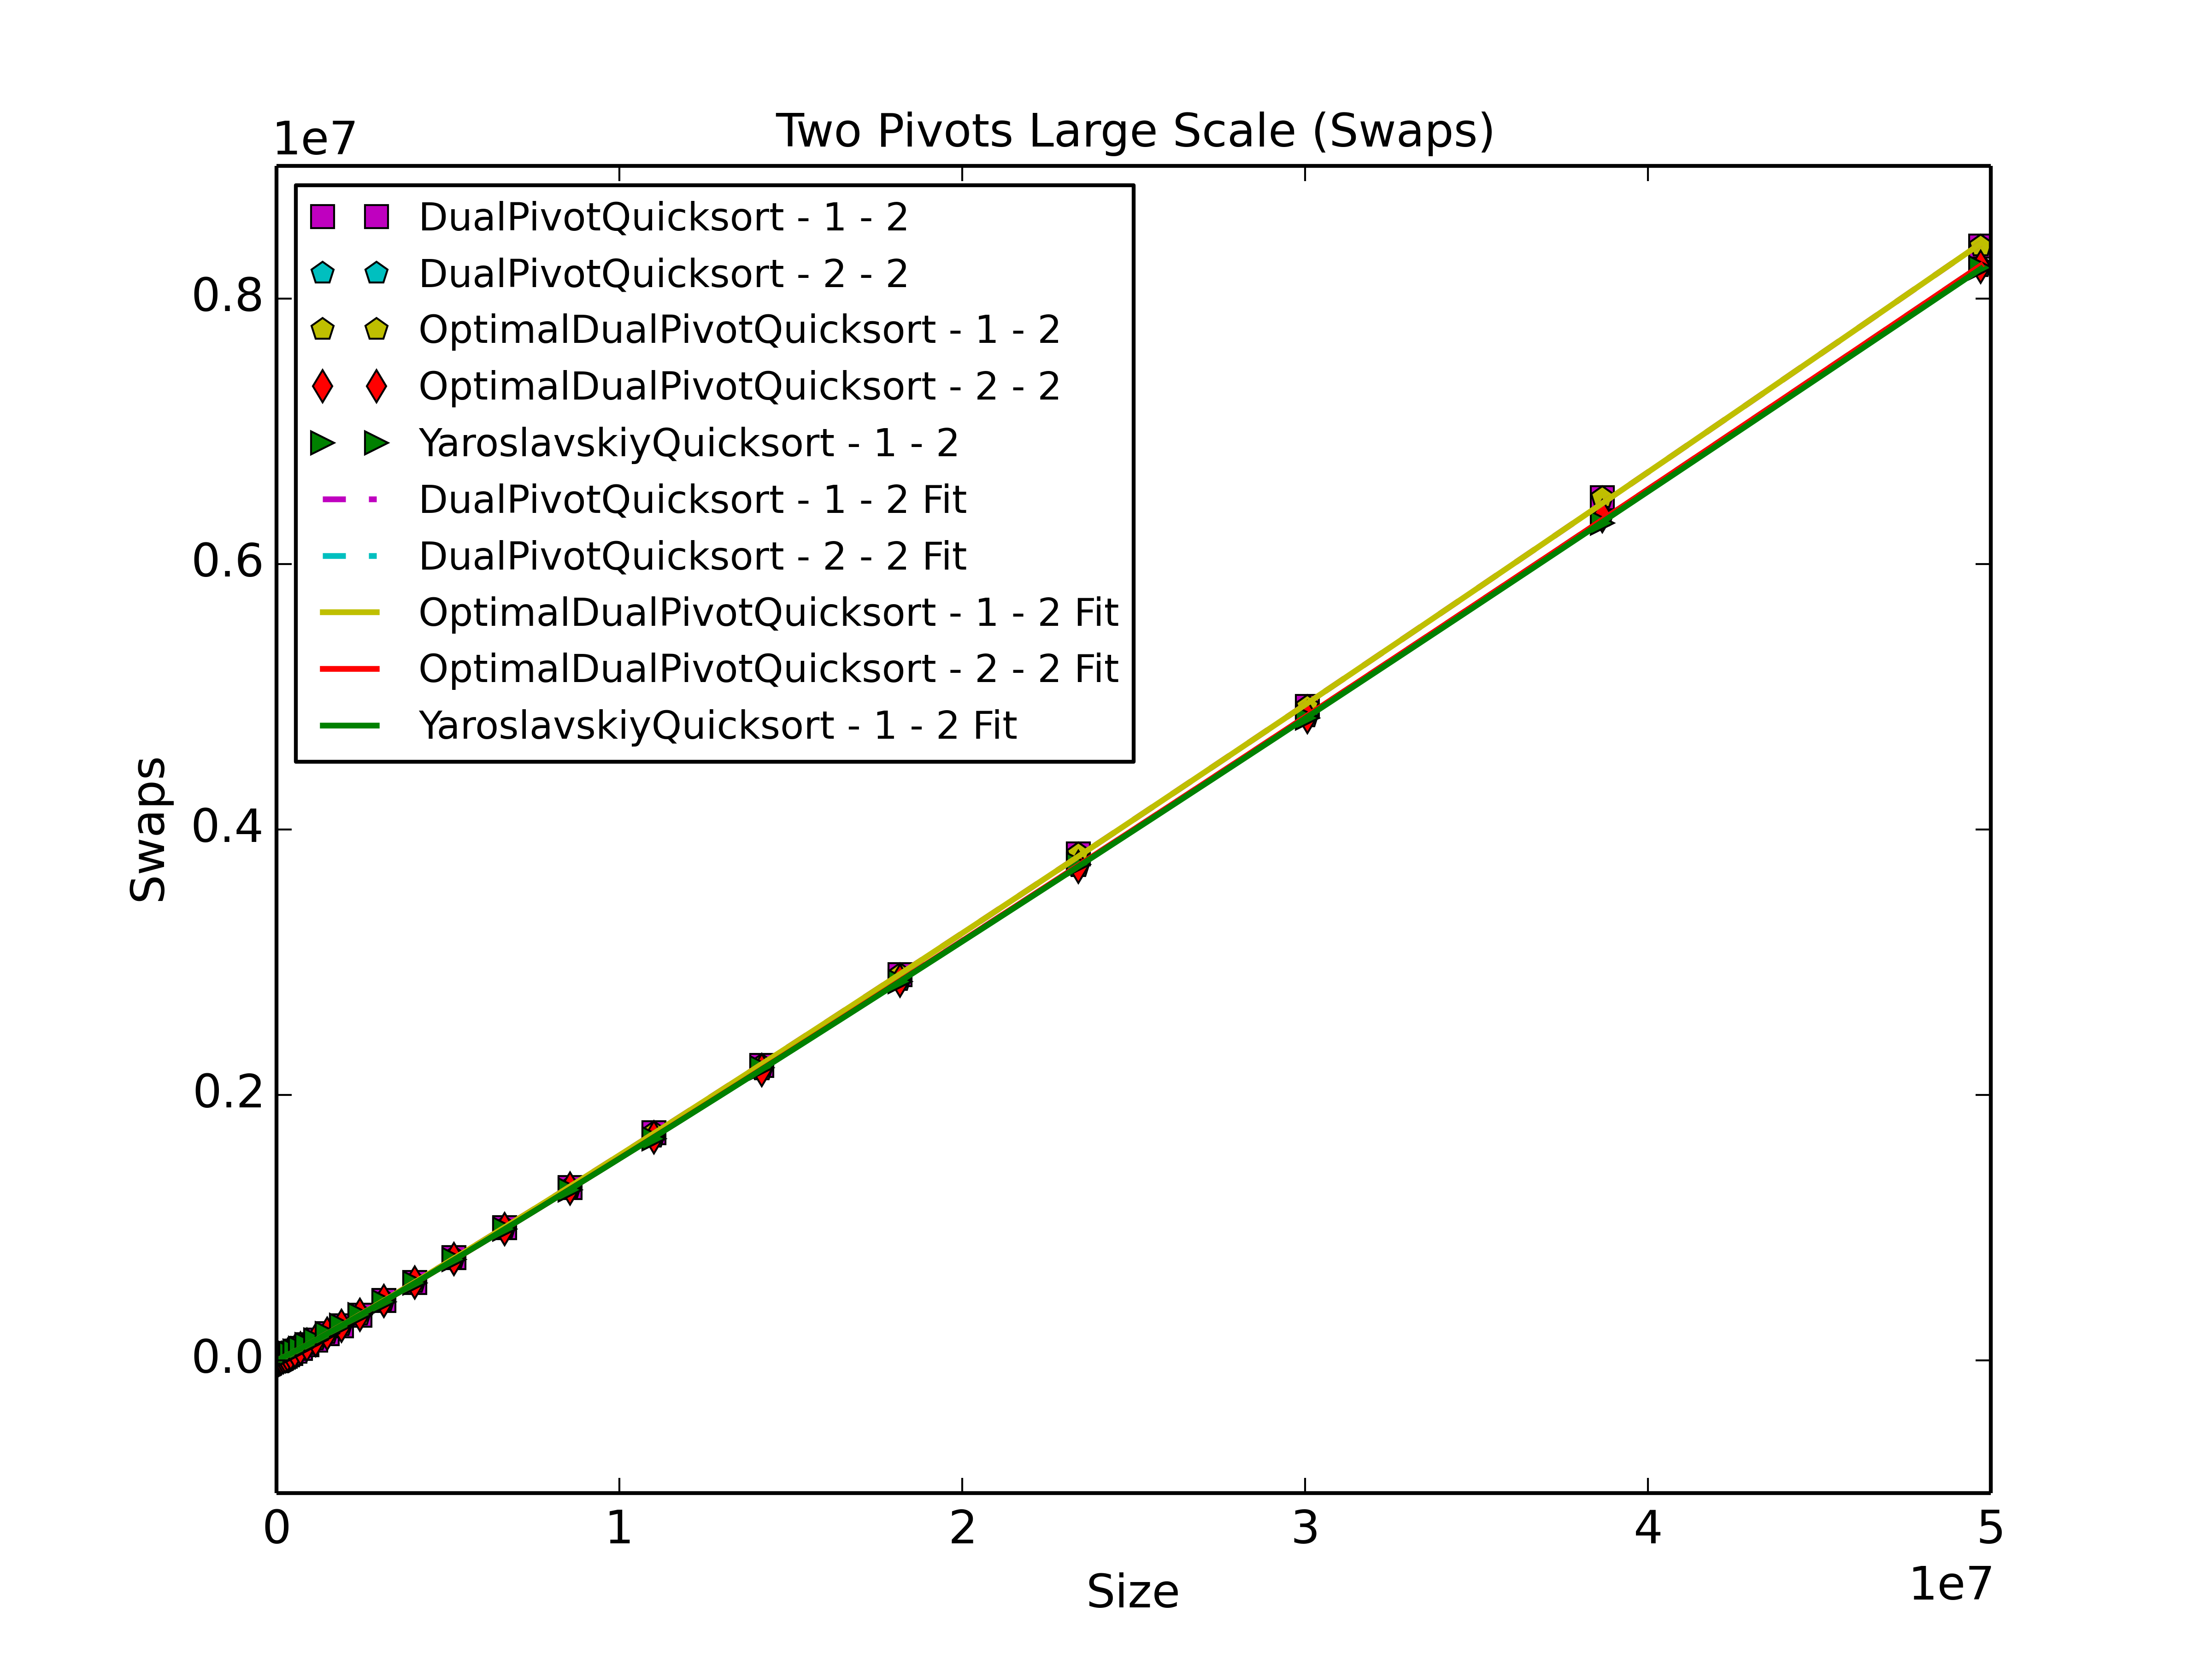 Two Pivots Large Scale (Swaps)
1e7
DualPivotQuicksort - 1 - 2
DualPivotQuicksort - 2 - 2
OptimalDualPivotQuicksort - 1 - 2
OptimalDualPivotQuicksort - 2 - 2
YaroslavskiyQuicksort - 1 - 2
DualPivotQuicksort - 1 - 2 Fit
DualPivotQuicksort - 2 - 2 Fit
OptimalDualPivotQuicksort - 1 - 2 Fit
OptimalDualPivotQuicksort - 2 - 2 Fit
YaroslavskiyQuicksort - 1 - 2 Fit
0.8
0.6
0.4
0.2
0.0
Swaps
0 1 2 3 4 5
Size
1e7